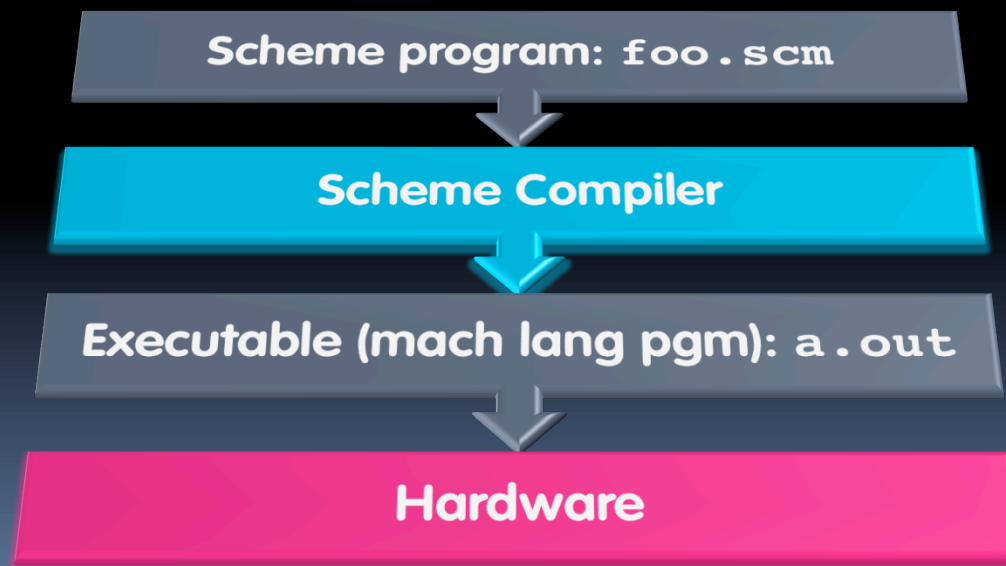 Scheme program: foo.scm
Scheme Compiler
Executable (mach lang pgm): a.out
Hardware